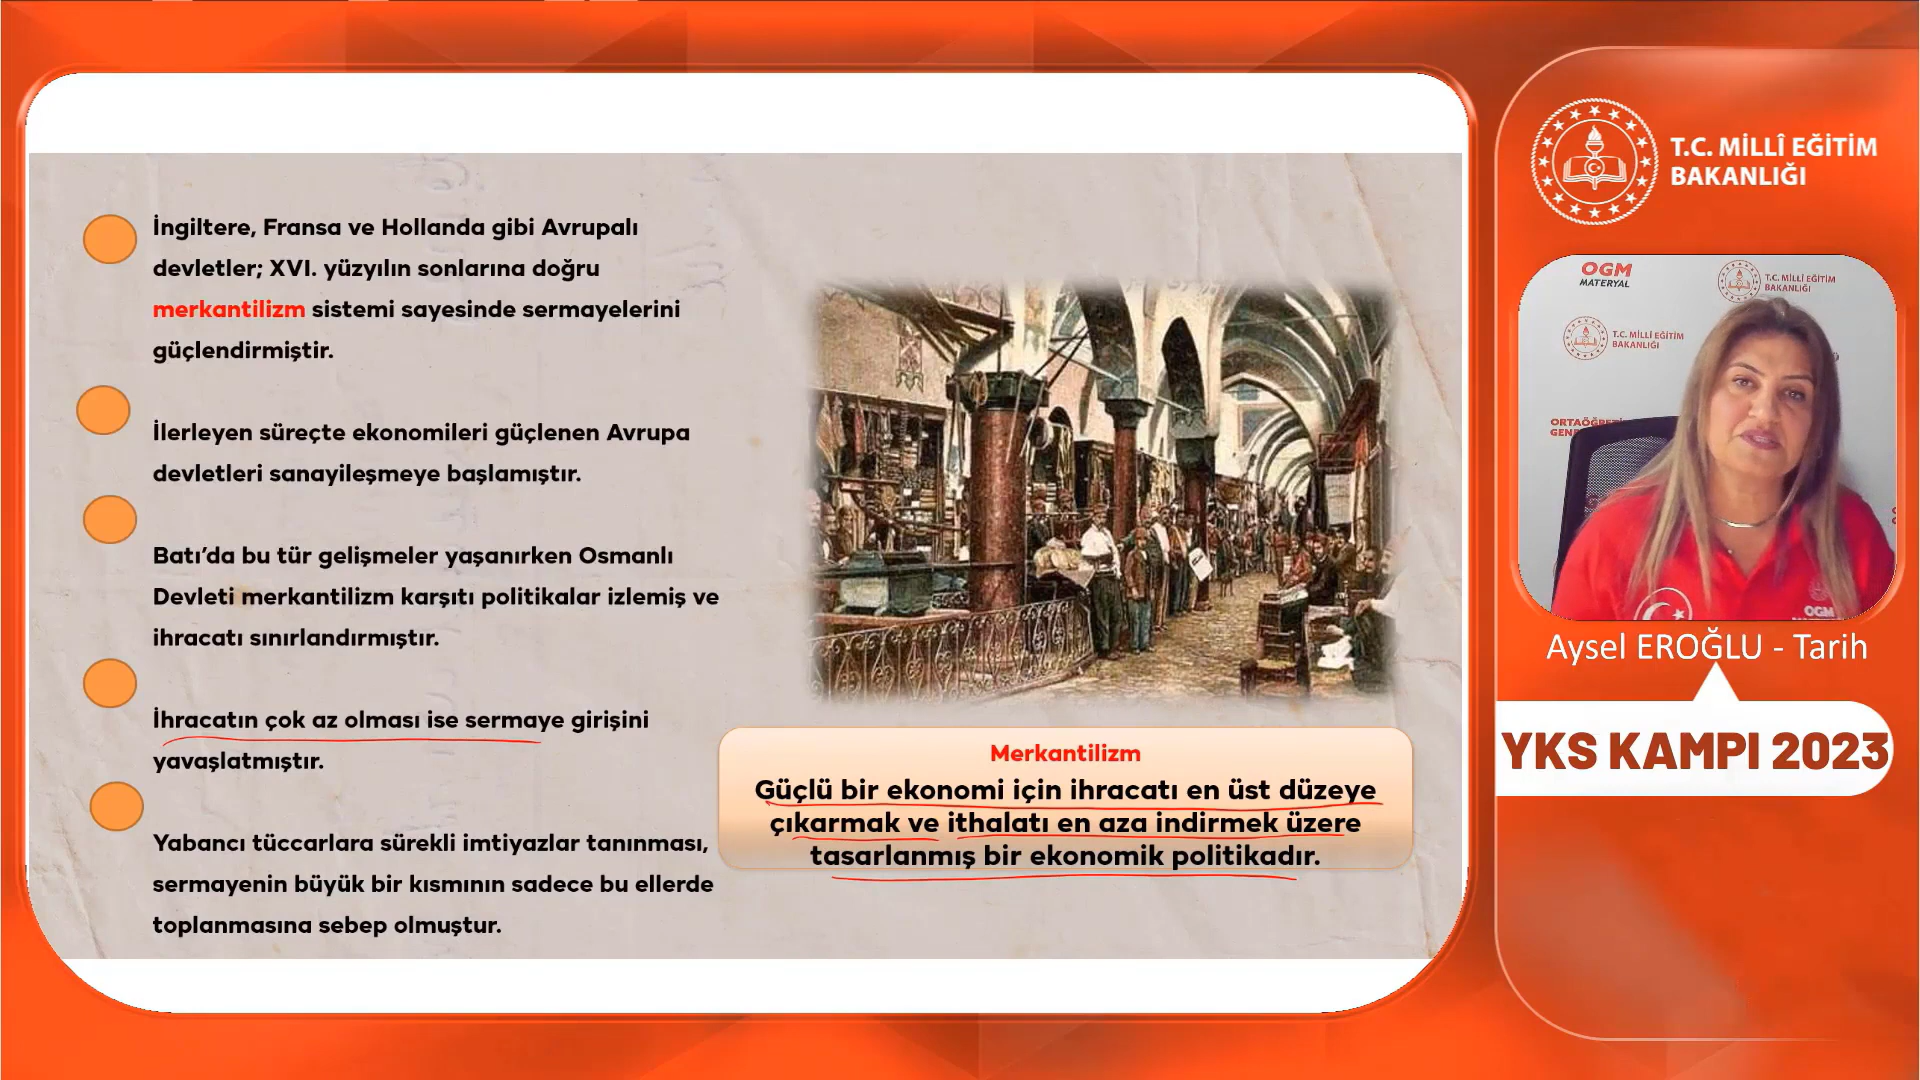 İngiltere, Fransa ve Hollanda gibi Avrupalı
devletler; XVI. yüzyılın sonlarına doğru
merkantilizm sistemi sayesinde sermayelerini
güçlendirmiştir.
İlerleyen süreçte ekonomileri güçlenen Avrupa
devletleri sanayileşmeye başlamıştır.
Batı’da bu tür gelişmeler yaşanırken Osmanlı
Devleti merkantilizm karşıtı politikalar izlemiş ve
ihracatı sınırlandırmıştır.
İhracatın çok az olması ise sermaye girişini
yavaşlatmıştır.
Yabancı tüccarlara sürekli imtiyazlar tanınması,
sermayenin büyük bir kısmının sadece bu ellerde
toplanmasına sebep olmuştur.
Merkantilizm
Güçlü bir ekonomi için ihracatı en üst düzeye
çıkarmak ve ithalatı en aza indirmek üzere
tasarlanmış bir ekonomik politikadır.
T.C. MİLLÎ EĞİTİM
BAKANLIĞI
OGM
MATERYAL
T.C. MİLLÎ EĞİTİM
BAKANLIĞI
T.C. MİLLÎ EĞİTİM
BAKANLIĞI
OGM
Aysel EROĞLU - Tarih
YKS KAMPI 2023